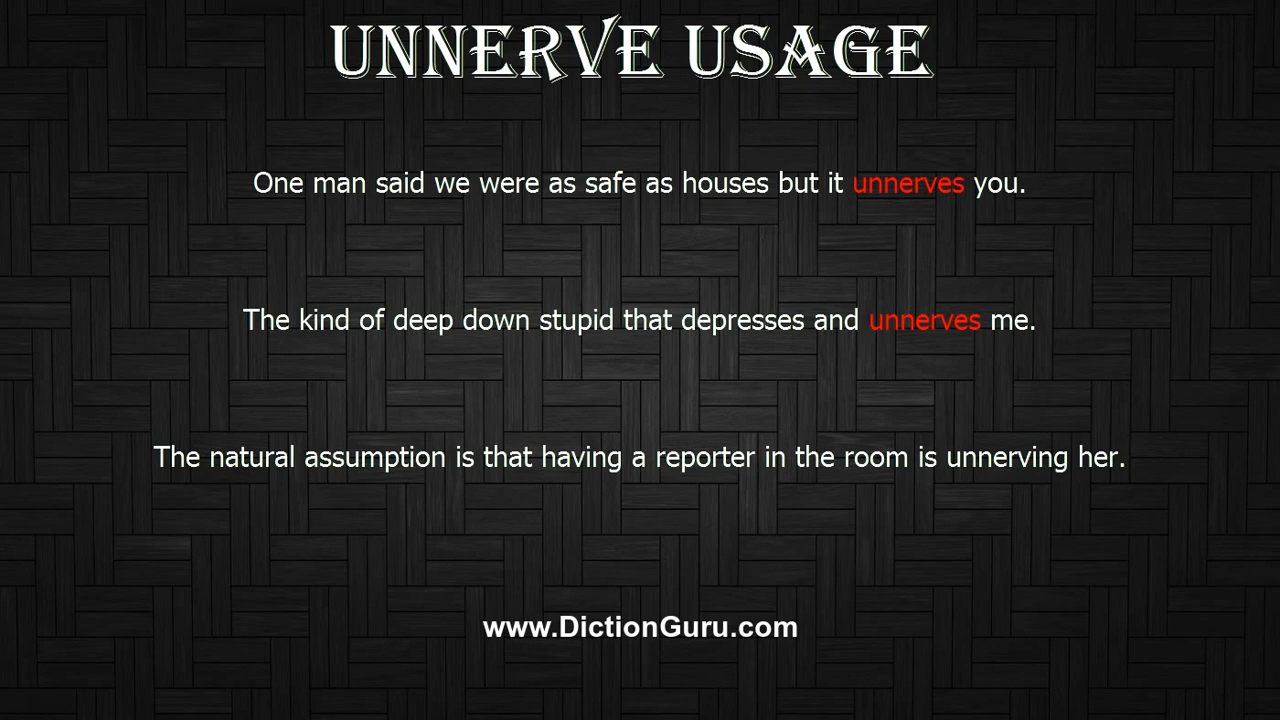 UNNERVE USAGE
One man said we were as safe as houses but it unnerves you.
The kind of deep down stupid that depresses and unnerves me.
The natural assumption is that having a reporter in the room is unnerving her.
www.DictionGuru.com